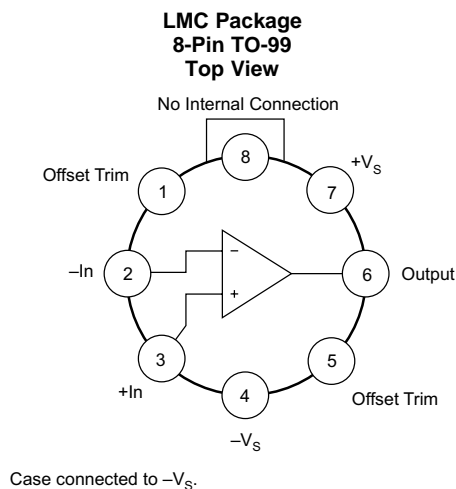 LMC Package
8-Pin TO-99
Top View
No Internal Connection
8
Offset Trim
1
+VS
7
–In
2
–
+
6
Output
3
+In
5
Offset Trim
4
–VS
Case connected to –VS.